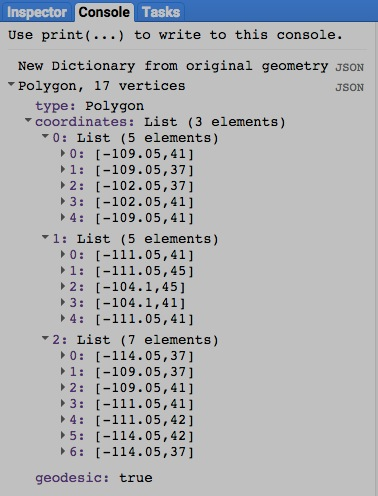 Inspector Console Tasks
Use print(...) to write to this console.
New Dictionary from original geometry JSON
Polygon, 17 vertices JSON
type: Polygon
coordinates: List (3 elements)
0: List (5 elements)
0: [-109.05,41]
1: [-109.05,37]
2: [-102.05,37]
3: [-102.05,41]
4: [-109.05,41]
1: List (5 elements)
0: [-111.05,41]
1: [-111.05,45]
2: [-104.1,45]
3: [-104.1,41]
4: [-111.05,41]
2: List (7 elements)
0: [-114.05,37]
1: [-109.05,37]
2: [-109.05,41]
3: [-111.05,41]
4: [-111.05,42]
5: [-114.05,42]
6: [-114.05,37]
geodesic: true